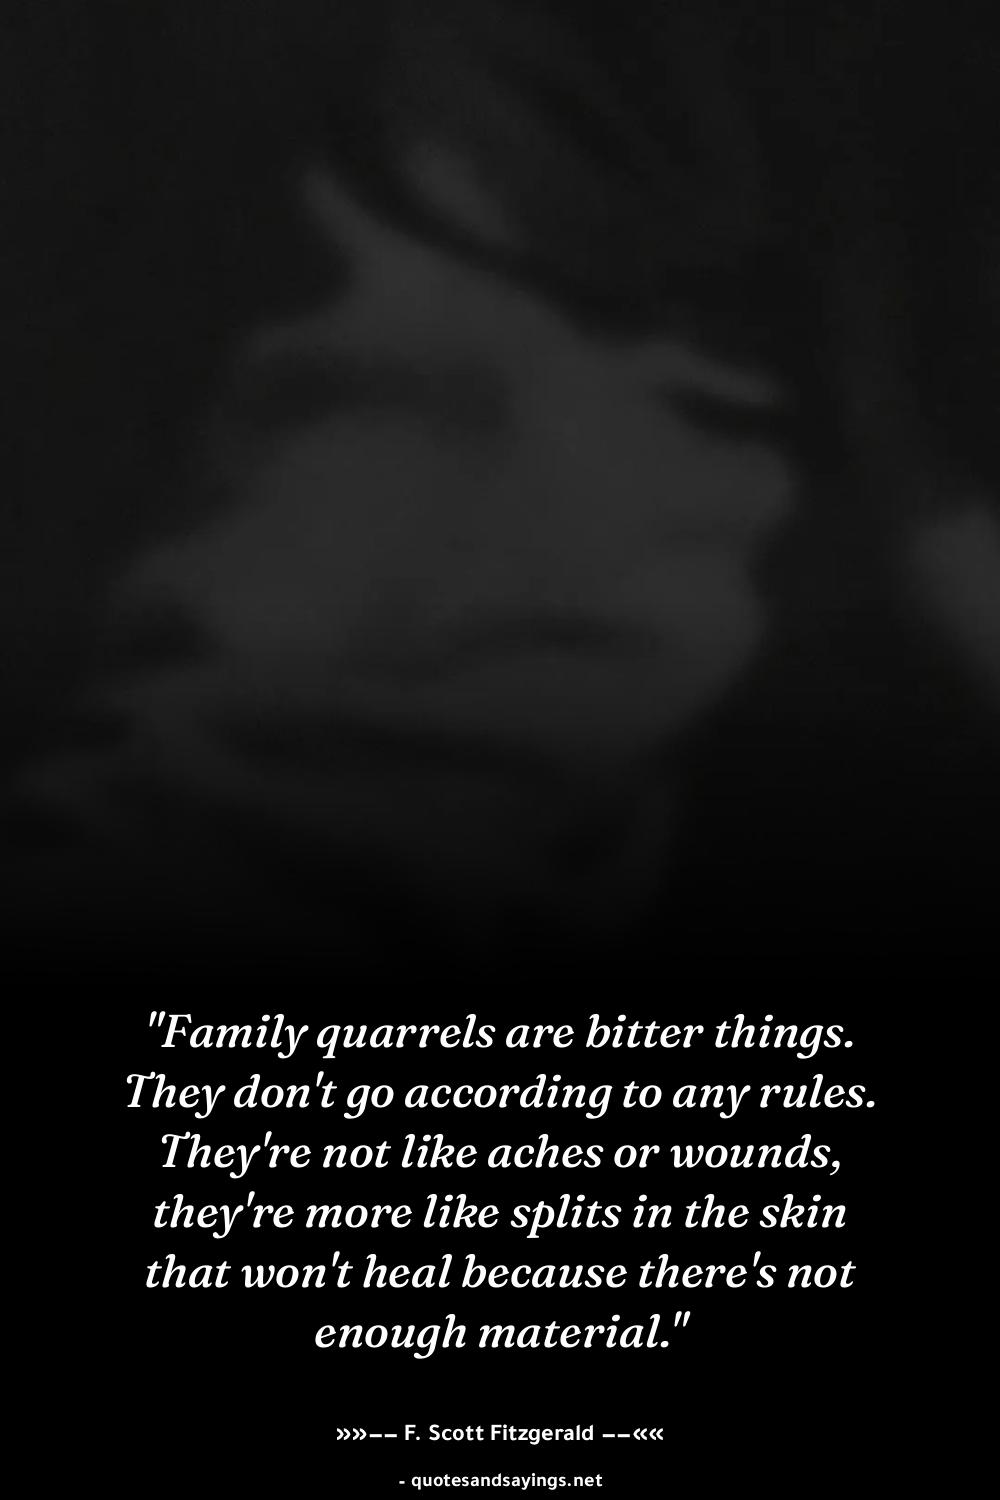 "Family quarrels are bitter things.
They don't go according to any rules.
They're not like aches or wounds,
they're more like splits in the skin
that won't heal because there's not
enough material."
»»−− F. Scott Fitzgerald −−««
- quotesandsayings.net